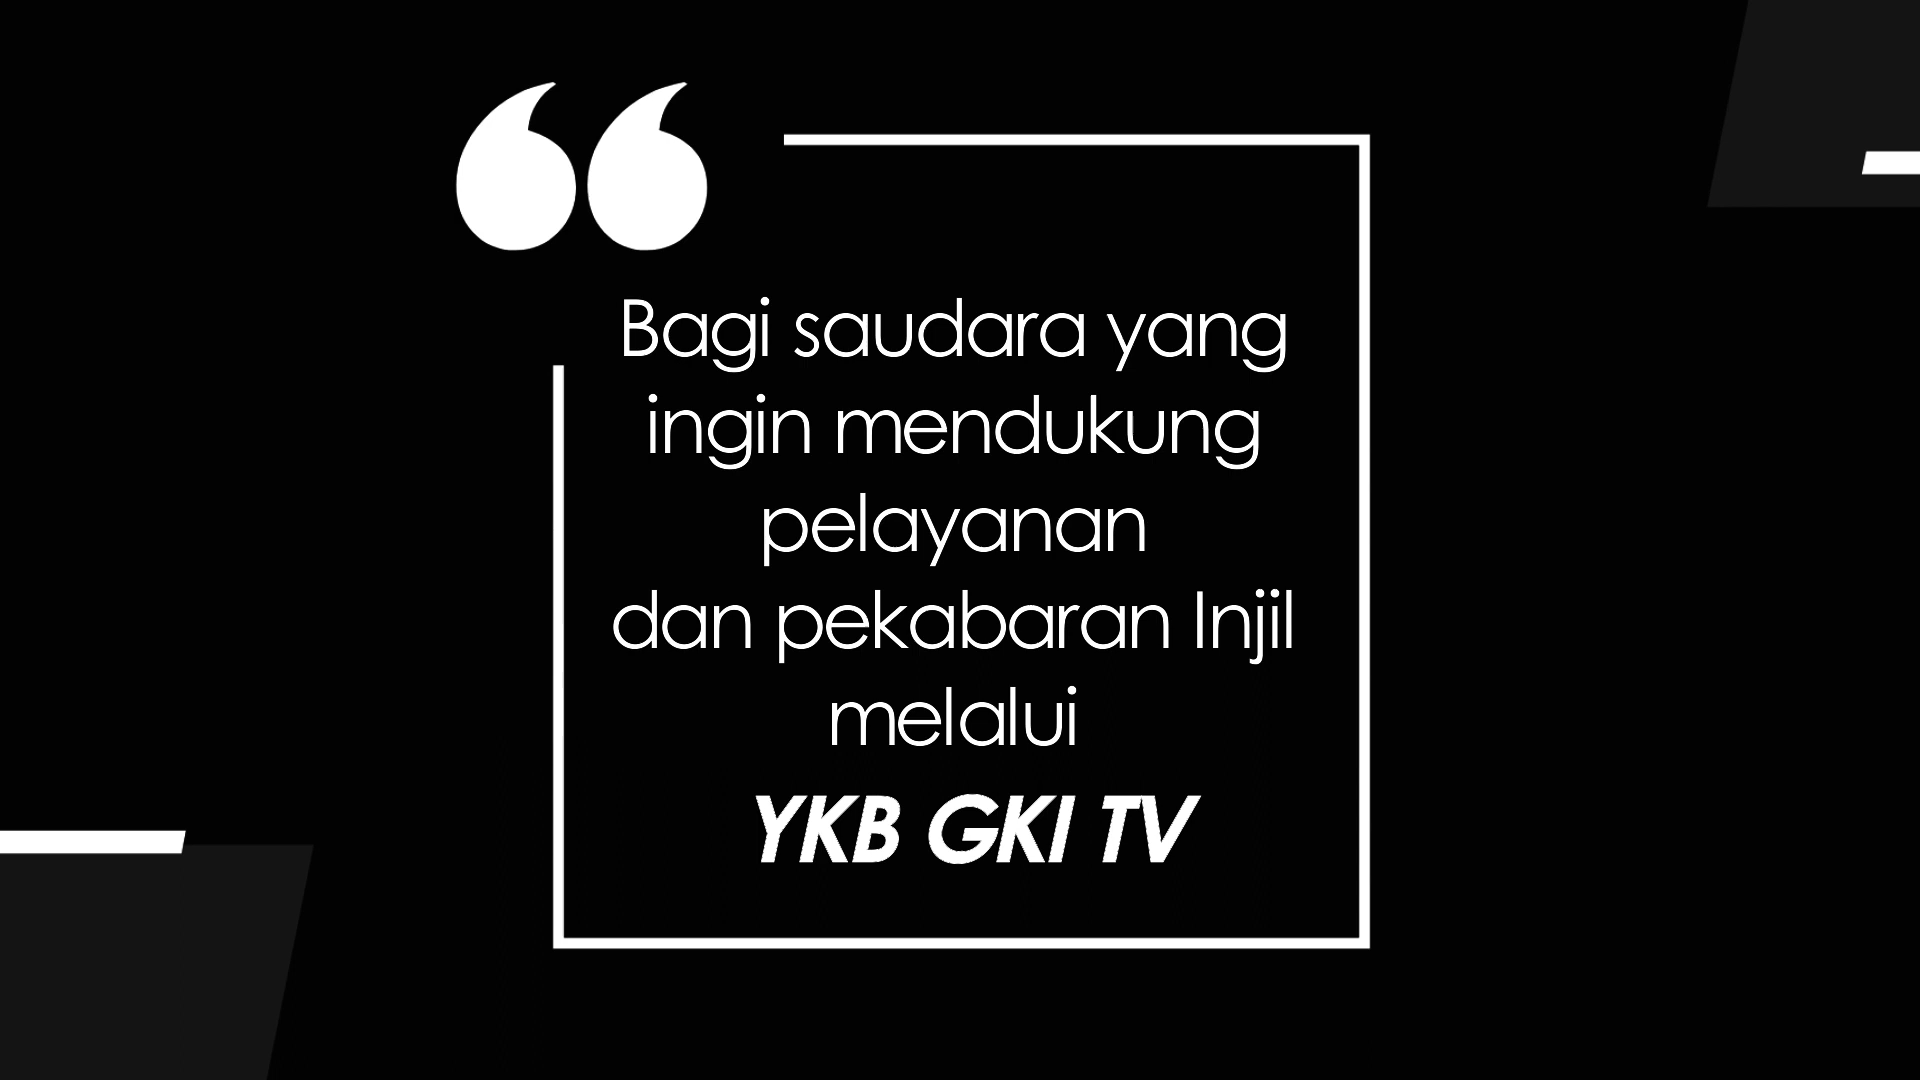 Bagi saudara yang
ingin mendukung
pelayanan
dan pekabaran Injil
melalui
YKB GKI TV